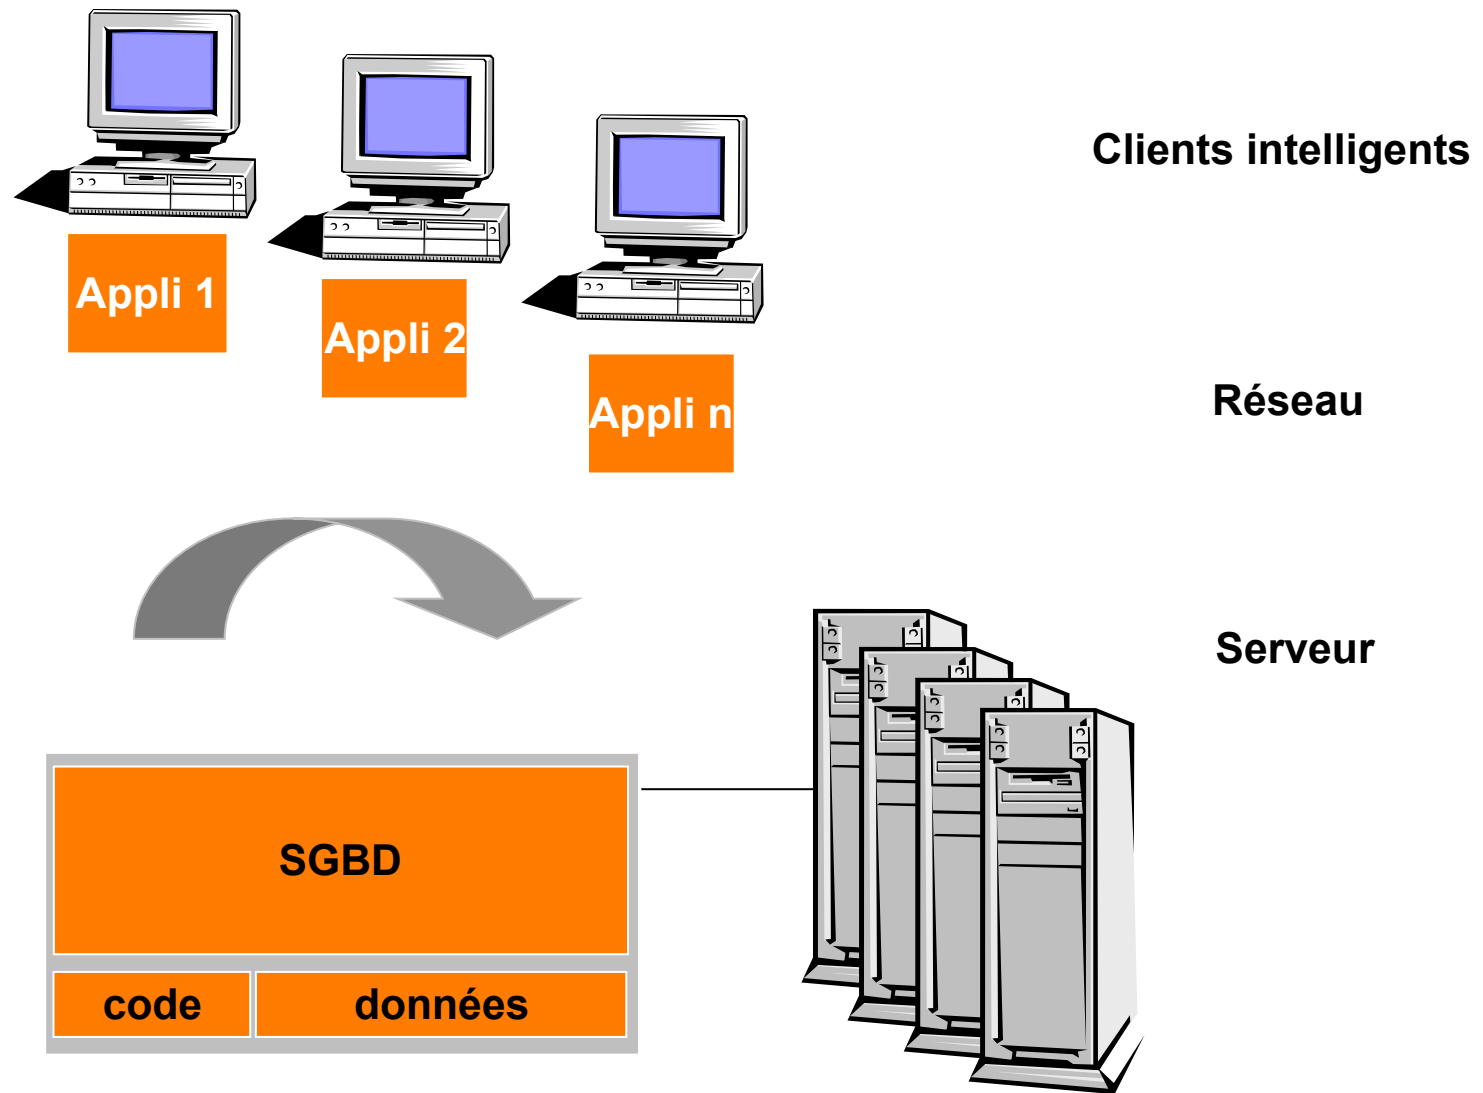 Clients intelligents
Appli 1
Appli 2
Appli n
Réseau
Serveur
SGBD
code
données